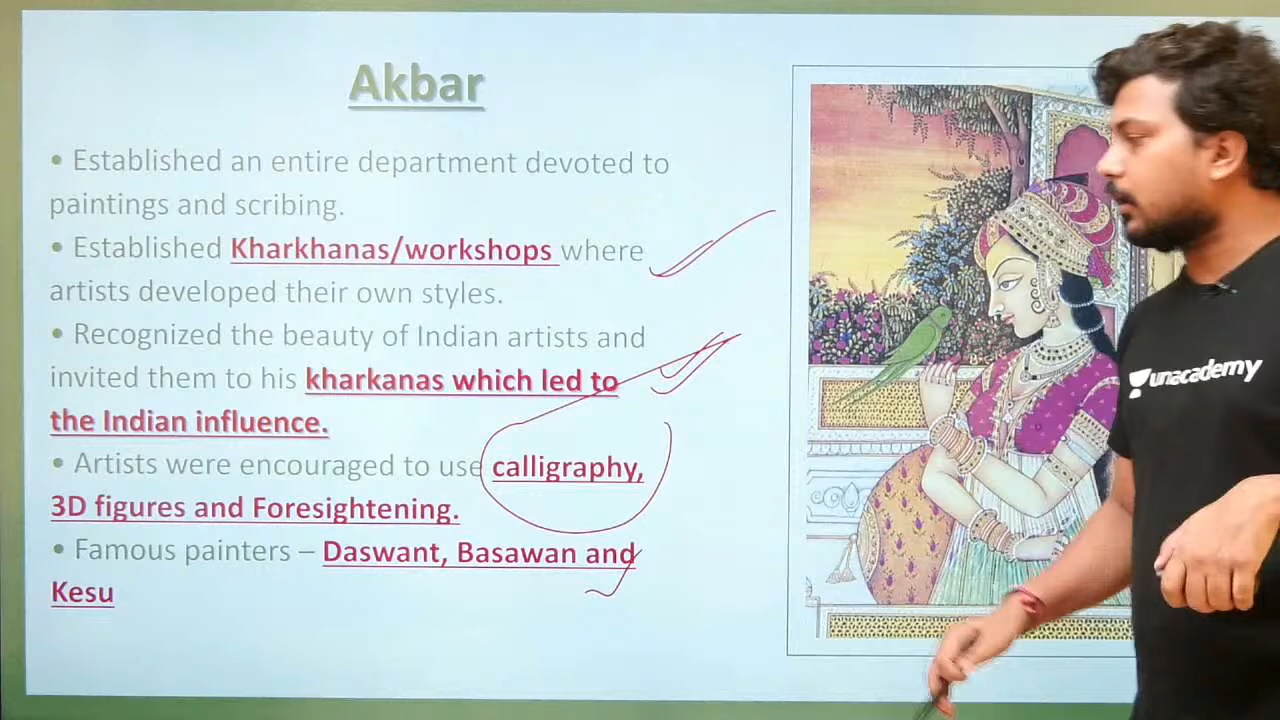 Akbar
• Established an entire department devoted to
paintings and scribing.
• Established Kharkhanas/workshops where
artists developed their own styles.
• Recognized the beauty of Indian artists and
invited them to his kharkanas which led to
the Indian influence.
• Artists were encouraged to use calligraphy,
3D figures and Foresightening.
• Famous painters – Daswant, Basawan and
Kesu
unacademy